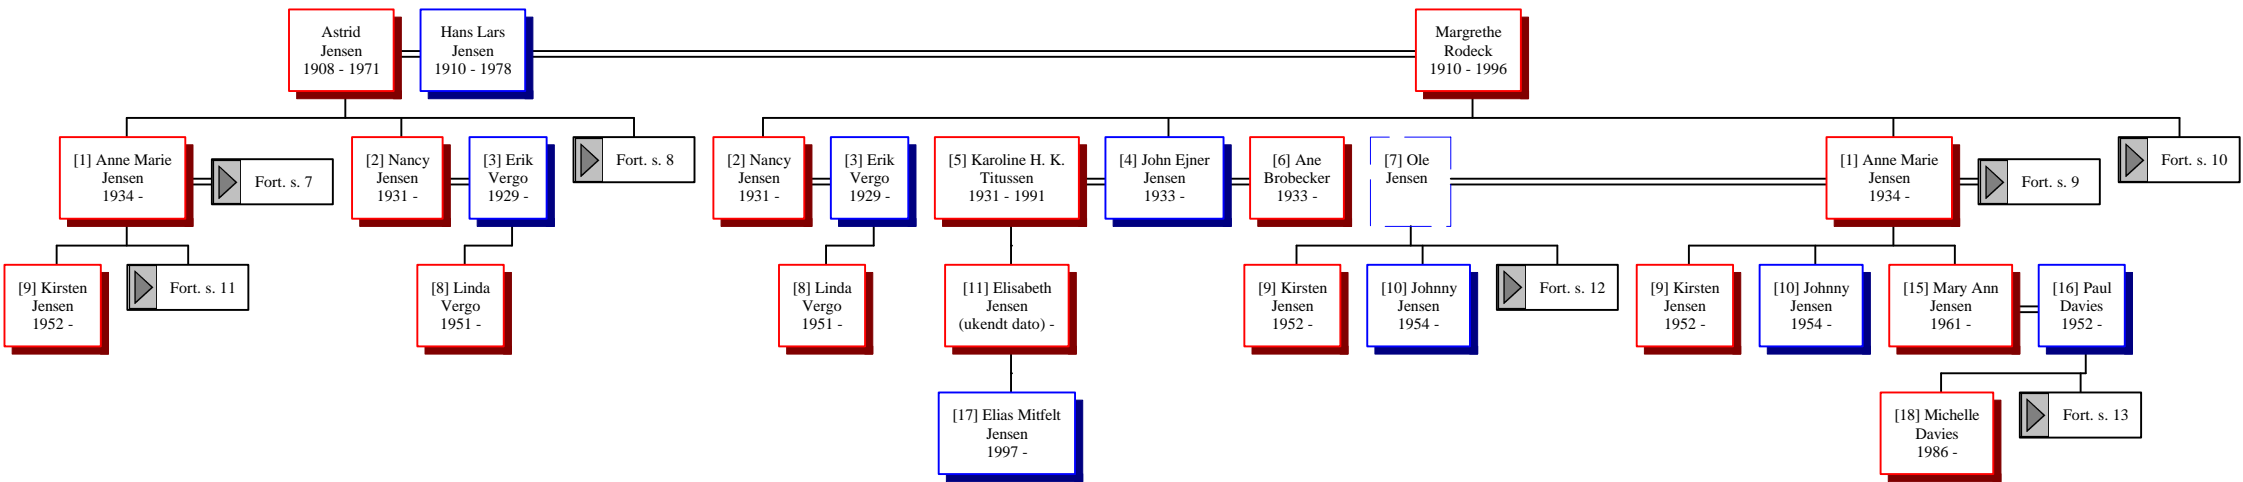 Astrid
Jensen
1908 - 1971
Hans Lars
Jensen
1910 - 1978
Margrethe
Rodeck
1910 - 1996
[1] Anne Marie
Jensen
1934 -
Fort. s. 7
[2] Nancy
Jensen
1931 -
[3] Erik
Vergo
1929 -
Fort. s. 8
[2] Nancy
Jensen
1931 -
[3] Erik
Vergo
1929 -
[5] Karoline H. K.
Titussen
1931 - 1991
[4] John Ejner
Jensen
1933 -
[6] Ane
Brobecker
1933 -
[7] Ole
Jensen
[1] Anne Marie
Jensen
1934 -
Fort. s. 9
Fort. s. 10
[9] Kirsten
Jensen
1952 -
Fort. s. 11
[8] Linda
Vergo
1951 -
[8] Linda
Vergo
1951 -
[11] Elisabeth
Jensen
(ukendt dato) -
[9] Kirsten
Jensen
1952 -
[10] Johnny
Jensen
1954 -
Fort. s. 12
[9] Kirsten
Jensen
1952 -
[10] Johnny
Jensen
1954 -
[15] Mary Ann
Jensen
1961 -
[16] Paul
Davies
1952 -
[17] Elias Mitfelt
Jensen
1997 -
[18] Michelle
Davies
1986 -
Fort. s. 13